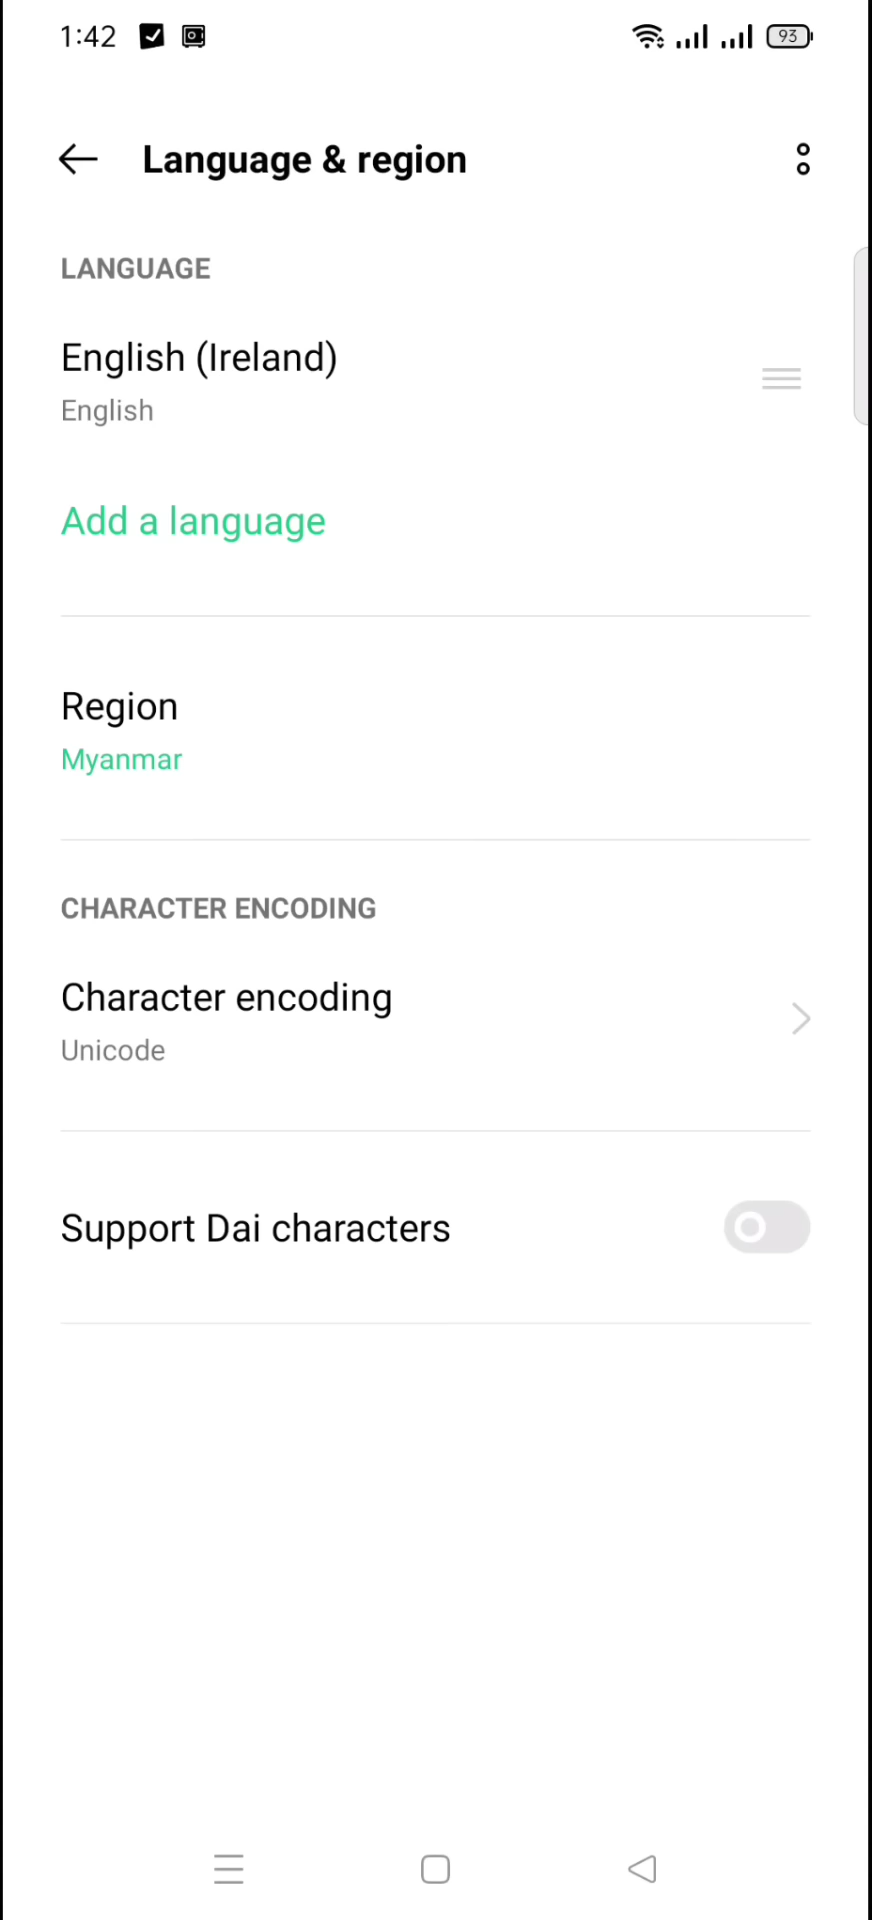 1:42
93
Language & region
LANGUAGE
English (Ireland)
English
Add a language
Region
Myanmar
CHARACTER ENCODING
Character encoding
Unicode
Support Dai characters